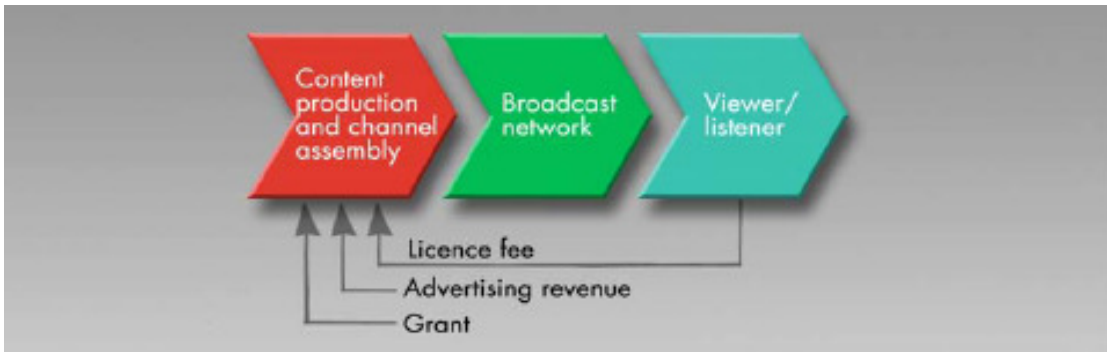 Content
production
and channel
assembly
Broadcast
network
Viewer/
listener
Licence fee
Advertising revenue
Grant